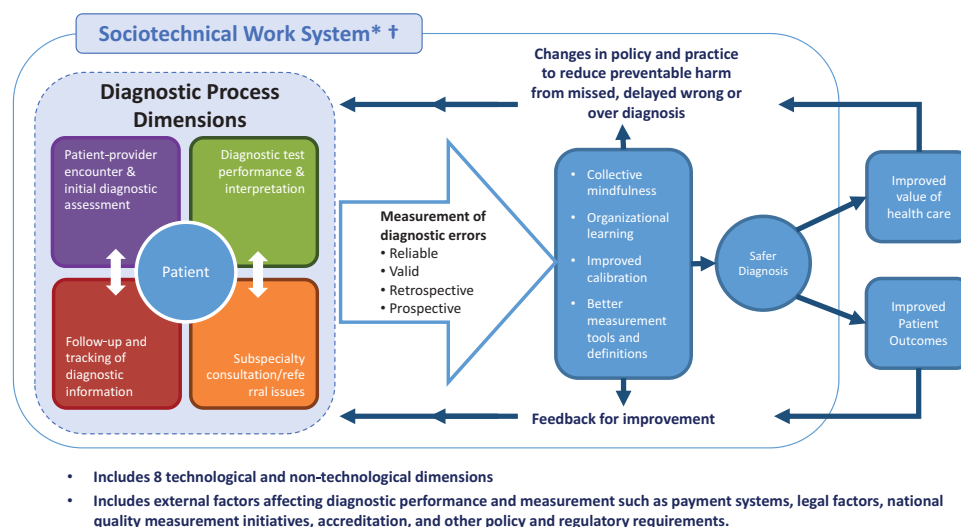 Sociotechnical Work System* †
Diagnostic Process
Dimensions
Patient-provider
encounter &
initial diagnostic
assessment
Diagnostic test
performance &
interpretation
Patient
Follow-up and
tracking of
diagnostic
information
Subspecialty
consultation/refe
rral issues
Measurement of
diagnostic errors
• Reliable
• Valid
• Retrospective
• Prospective
Changes in policy and practice
to reduce preventable harm
from missed, delayed wrong or
over diagnosis
• Collective
mindfulness
• Organizational
learning
• Improved
calibration
• Better
measurement
tools and
definitions
Feedback for improvement
Safer
Diagnosis
Improved
value of
health care
Improved
Patient
Outcomes
• Includes 8 technological and non-technological dimensions
• Includes external factors affecting diagnostic performance and measurement such as payment systems, legal factors, national
quality measurement initiatives, accreditation, and other policy and regulatory requirements.